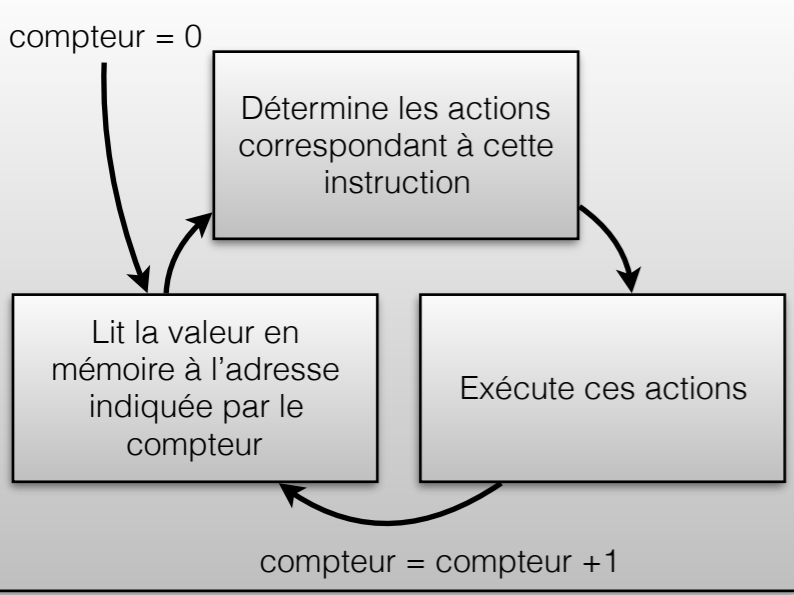 compteur = 0
Détermine les actions
correspondant à cette
instruction
Lit la valeur en
mémoire à l’adresse
indiquée par le
compteur
Exécute ces actions
compteur = compteur +1